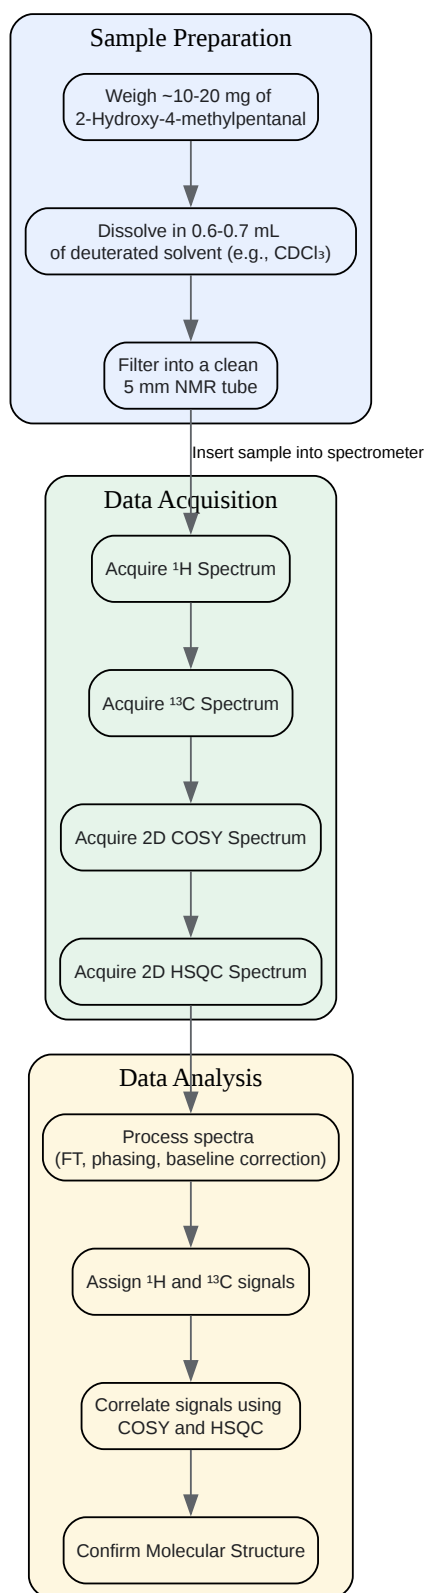 Sample Preparation
Weigh ~10-20 mg of
2-Hydroxy-4-methylpentanal
Dissolve in 0.6-0.7 mL
of deuterated solvent (e.g., CDCl₃)
Filter into a clean
5 mm NMR tube
Insert sample into spectrometer
Data Acquisition
Acquire ¹H Spectrum
Acquire ¹³C Spectrum
Acquire 2D COSY Spectrum
Acquire 2D HSQC Spectrum
Data Analysis
Process spectra
(FT, phasing, baseline correction)
Assign ¹H and ¹³C signals
Correlate signals using
COSY and HSQC
Confirm Molecular Structure